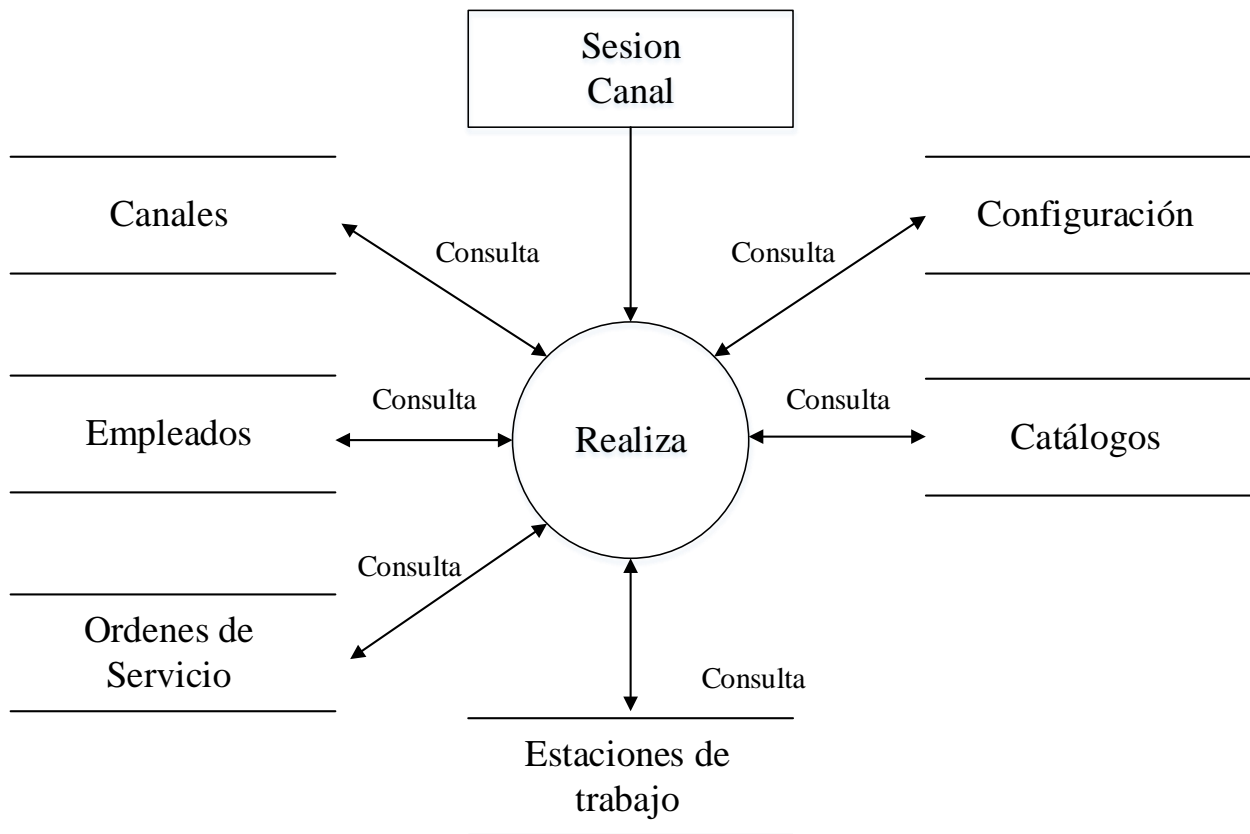 Sesion
Canal
Canales
Configuración
Consulta
Consulta
Consulta
Consulta
Empleados
Realiza
Catálogos
Consulta
Ordenes de
Servicio
Consulta
Estaciones de
trabajo